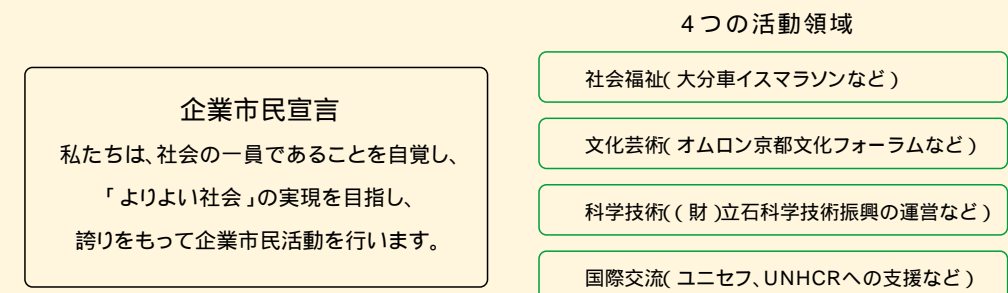 企業市民宣言
私たちは、社会の一員であることを自覚し、
「よりよい社会」の実現を目指し、
誇りをもって企業市民活動を行います。
4つの活動領域
社会福祉(大分車イスマラソンなど)
文化芸術(オムロン京都文化フォーラムなど)
科学技術((財)立石科学技術振興の運営など)
国際交流(ユニセフ、UNHCRへの支援など)